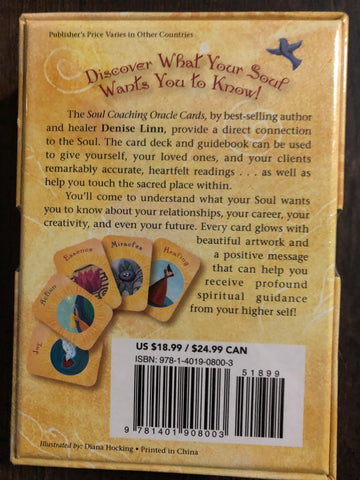 Publisher's Price Varies in Other Countries
Discover What Your Soul
Wants You to Know!
The Soul Coaching Oracle Cards, by best-selling author
and healer Denise Linn, provide a direct connection
to the Soul. The card deck and guidebook can be used
to give yourself, your loved ones, and your clients
remarkably accurate, heartfelt readings . . . as well as
help you touch the sacred place within.
You'll come to understand what your Soul wants
you to know about your relationships, your career, your
creativity, and even your future. Every card glows with
beautiful artwork and
a positive message
that can help you
receive profound
spiritual guidance
from your higher self!
Joy
Action
Essence
Miracles
Healing
US $18.99 / $24.99 CAN
ISBN: 978-1-4019-0800-3
51899
9 781401 908003
Illustrated by: Diana Hocking • Printed in China